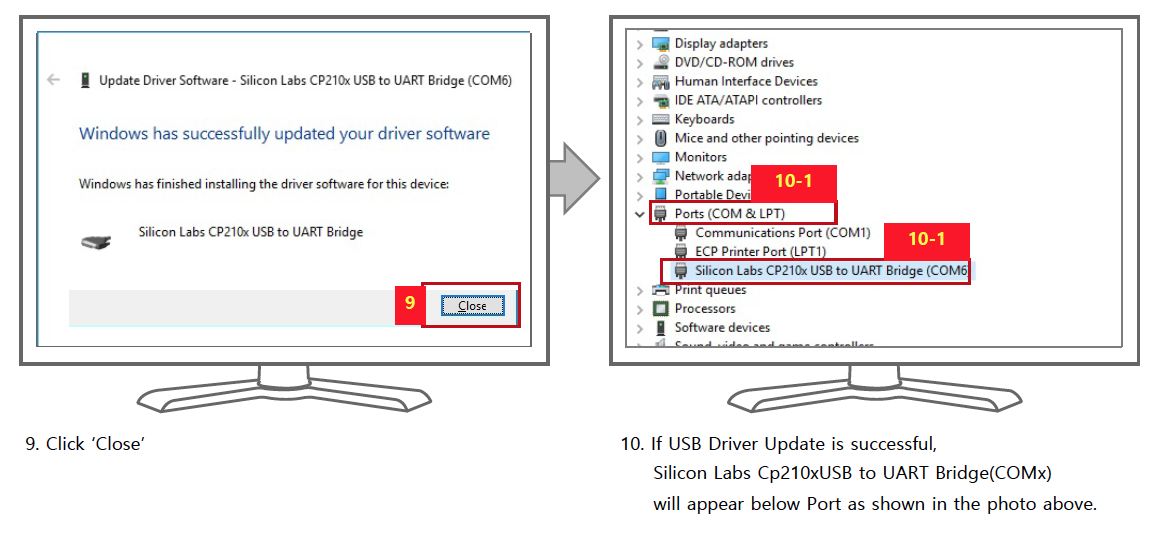 Update Driver Software - Silicon Labs CP210x USB to UART Bridge (COM6)
Windows has successfully updated your driver software
Windows has finished installing the driver software for this device:
Silicon Labs CP210x USB to UART Bridge
9
Close
Display adapters
DVD/CD-ROM drives
Human Interface Devices
IDE ATA/ATAPI controllers
Keyboards
Mice and other pointing devices
Monitors
Network adap
10-1
Portable Devi
Ports (COM & LPT)
Communications Port (COM1)
10-1
ECP Printer Port (LPT1)
Silicon Labs CP210x USB to UART Bridge (COM6
Print queues
Processors
Software devices
Sound, video and game controllers
9. Click ‘Close’
10. If USB Driver Update is successful,
Silicon Labs Cp210xUSB to UART Bridge(COMx)
will appear below Port as shown in the photo above.